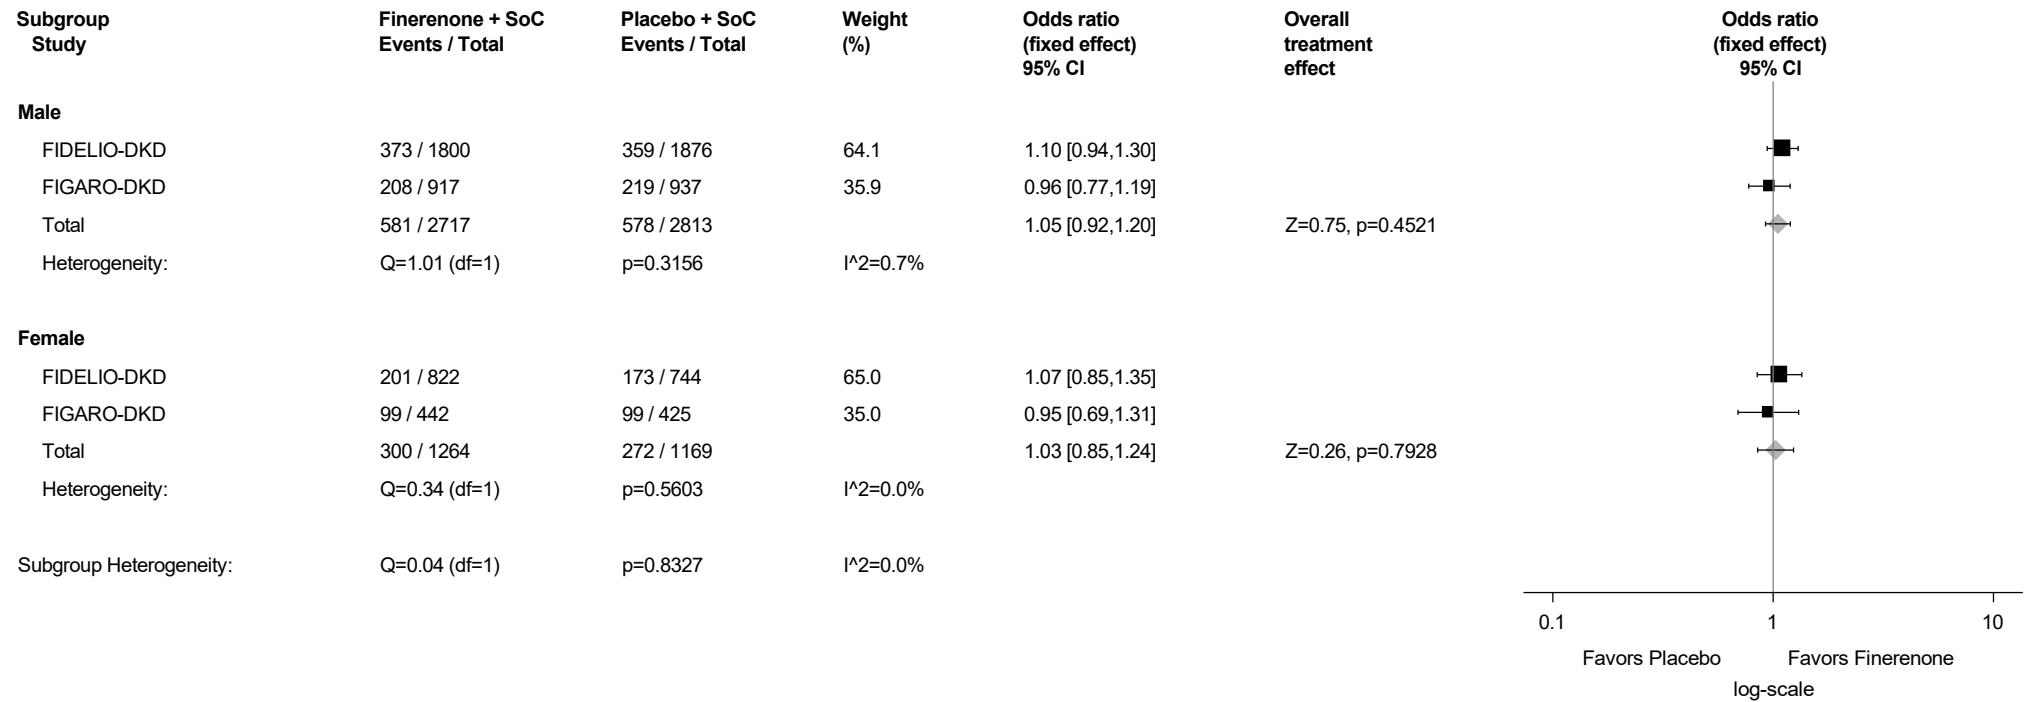 Subgroup Finerenone + SoC Placebo + SoC Weight Odds ratio Overall Odds ratio
Study Events / Total Events / Total (%) (fixed effect) treatment (fixed effect)
95% CI effect 95% CI
Male
FIDELIO-DKD 373 / 1800 359 / 1876 64.1 1.10 [0.94,1.30]
FIGARO-DKD 208 / 917 219 / 937 35.9 0.96 [0.77,1.19]
Total 581 / 2717 578 / 2813 1.05 [0.92,1.20] Z=0.75, p=0.4521
Heterogeneity: Q=1.01 (df=1) p=0.3156 I^2=0.7%
Female
FIDELIO-DKD 201 / 822 173 / 744 65.0 1.07 [0.85,1.35]
FIGARO-DKD 99 / 442 99 / 425 35.0 0.95 [0.69,1.31]
Total 300 / 1264 272 / 1169 1.03 [0.85,1.24] Z=0.26, p=0.7928
Heterogeneity: Q=0.34 (df=1) p=0.5603 I^2=0.0%
Subgroup Heterogeneity: Q=0.04 (df=1) p=0.8327 I^2=0.0%
0.1 1 10
Favors Placebo Favors Finerenone
log-scale